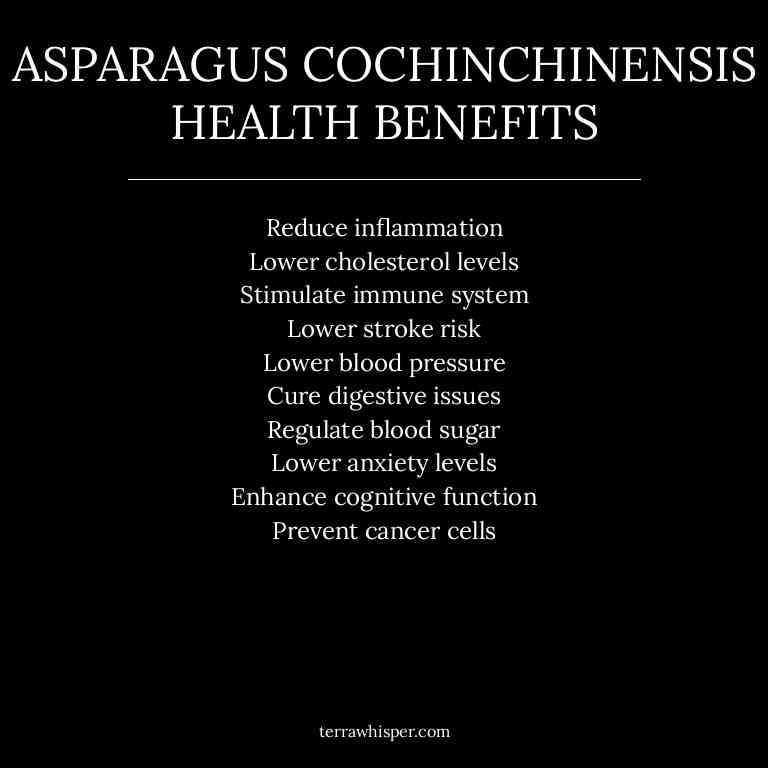 ASPARAGUS COCHINCHINENSIS
HEALTH BENEFITS
Reduce inflammation
Lower cholesterol levels
Stimulate immune system
Lower stroke risk
Lower blood pressure
Cure digestive issues
Regulate blood sugar
Lower anxiety levels
Enhance cognitive function
Prevent cancer cells
terrawhisper.com